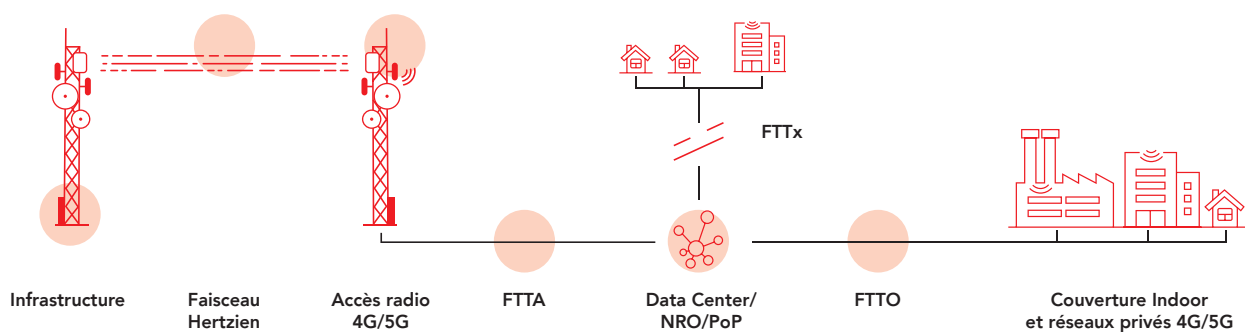 FTTx
Infrastructure
Faisceau
Hertzien
Accès radio
4G/5G
FTTA
Data Center/
NRO/PoP
FTTO
Couverture Indoor
et réseaux privés 4G/5G